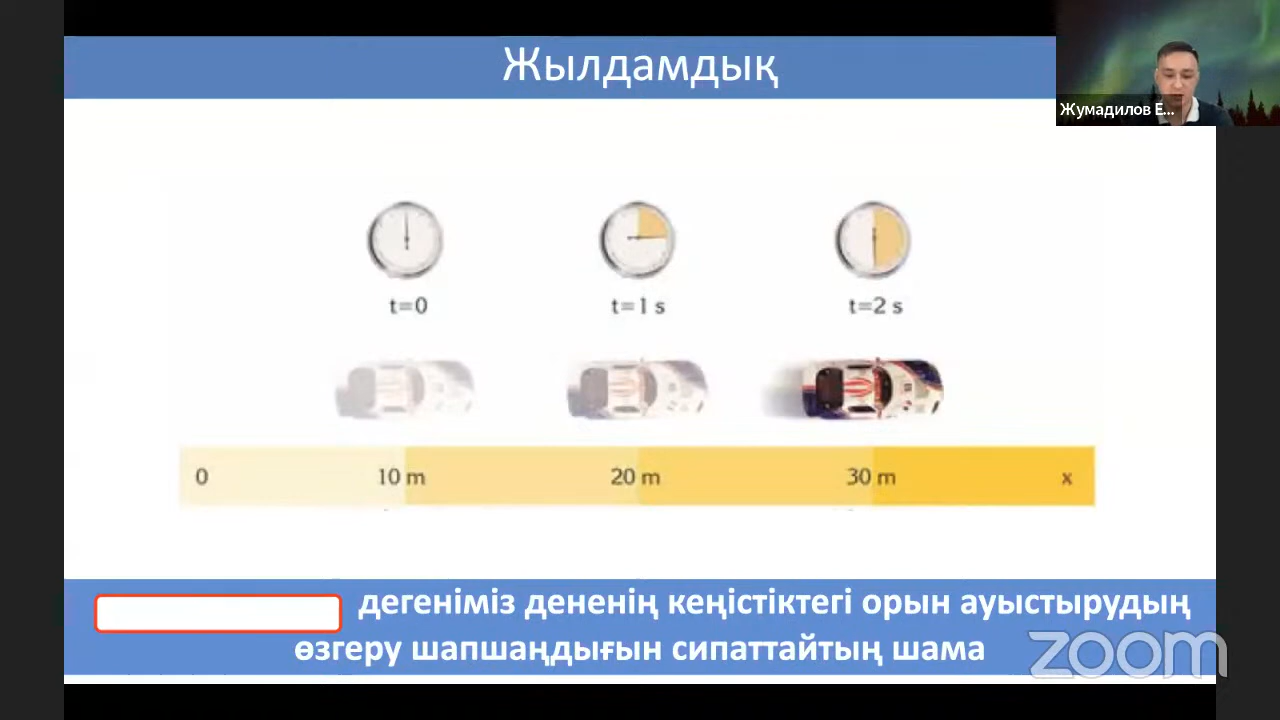 Жылдамдық
Жумадилов Е...
t=0
t=1 s
t=2 s
0
10 m
20 m
30 m
x
дегеніміз дененің кеңістіктегі орын ауыстырудың
өзгеру шапшаңдығын сипаттайтың шама
zoom